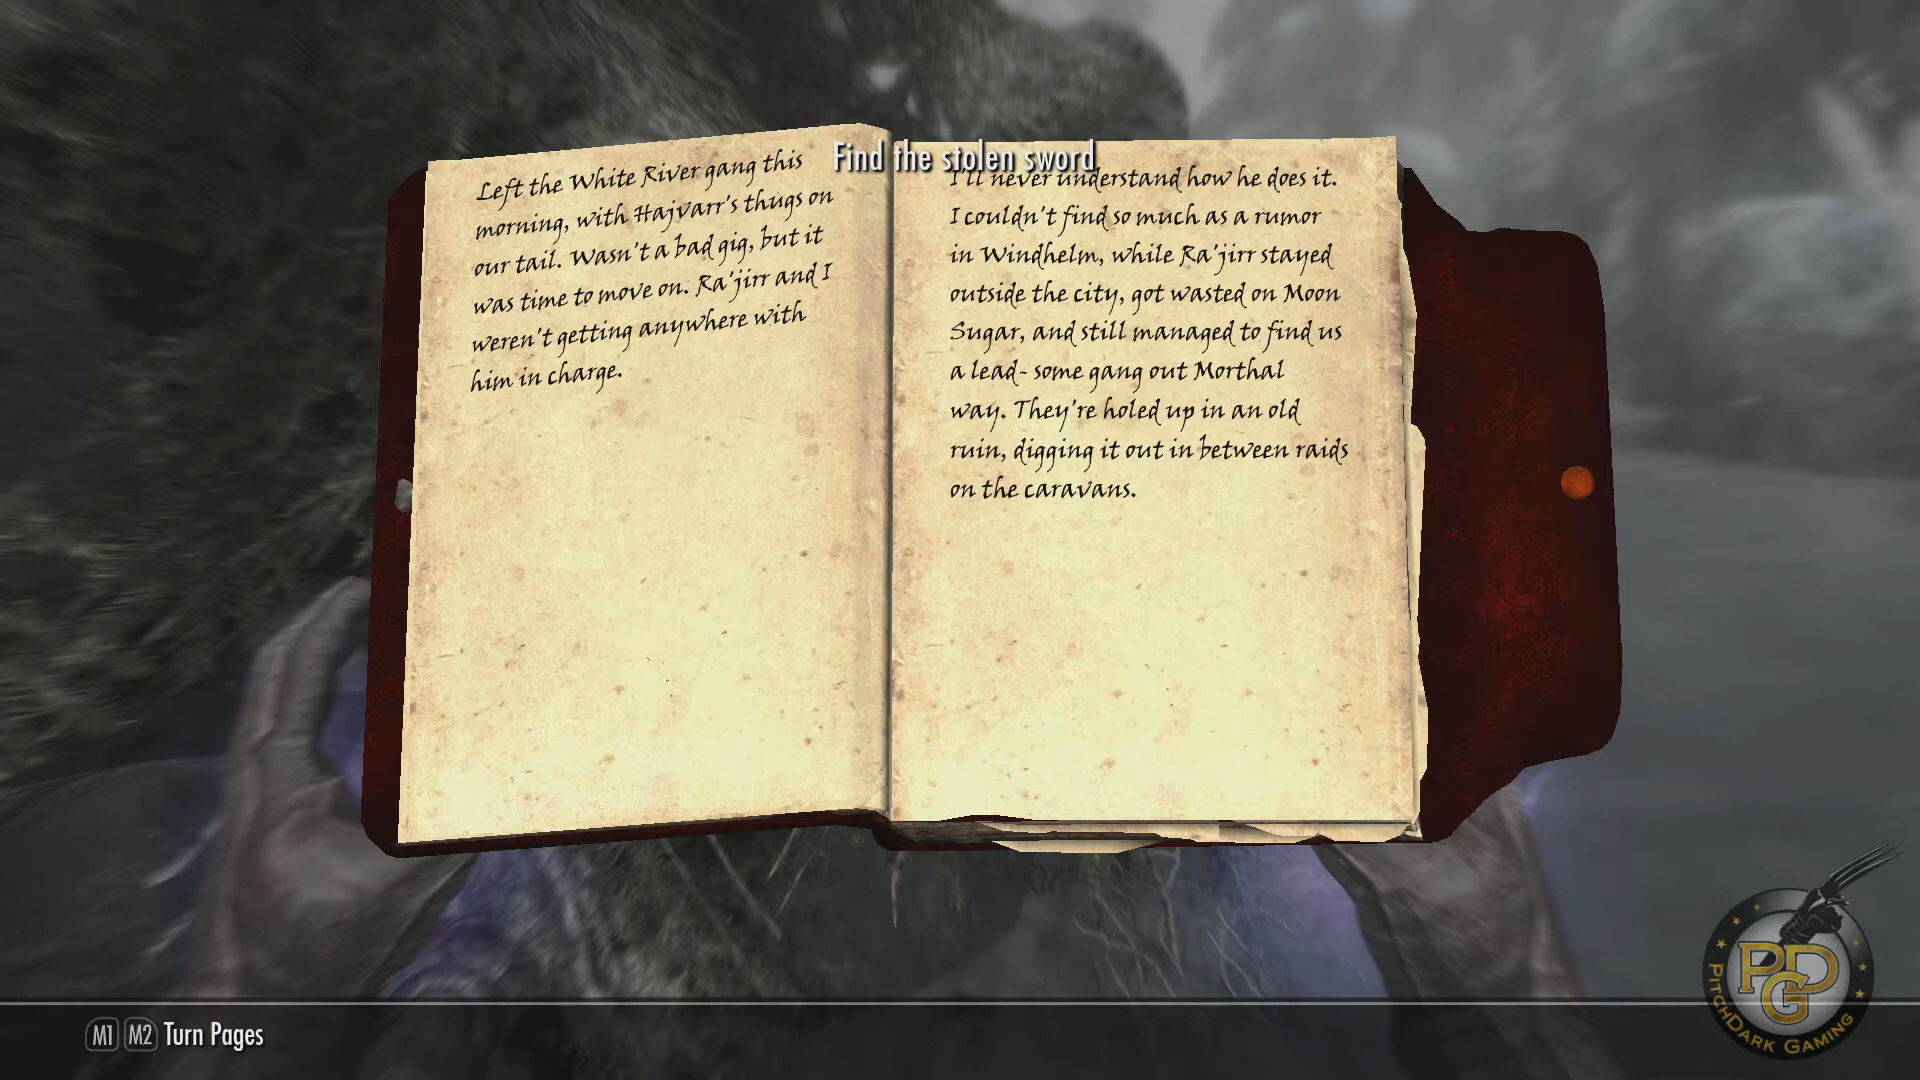 Find the stolen sword
Left the White River gang this
morning, with Hajvarr's thugs on
our tail. Wasn't a bad gig, but it
was time to move on. Ra'jirr and I
weren't getting anywhere with
him in charge.
I'll never understand how he does it.
I couldn't find so much as a rumor
in Windhelm, while Ra'jirr stayed
outside the city, got wasted on Moon
Sugar, and still managed to find us
a lead- some gang out Morthal
way. They're holed up in an old
ruin, digging it out in between raids
on the caravans.
M1 M2 Turn Pages
PGD
PITCHDARK GAMING